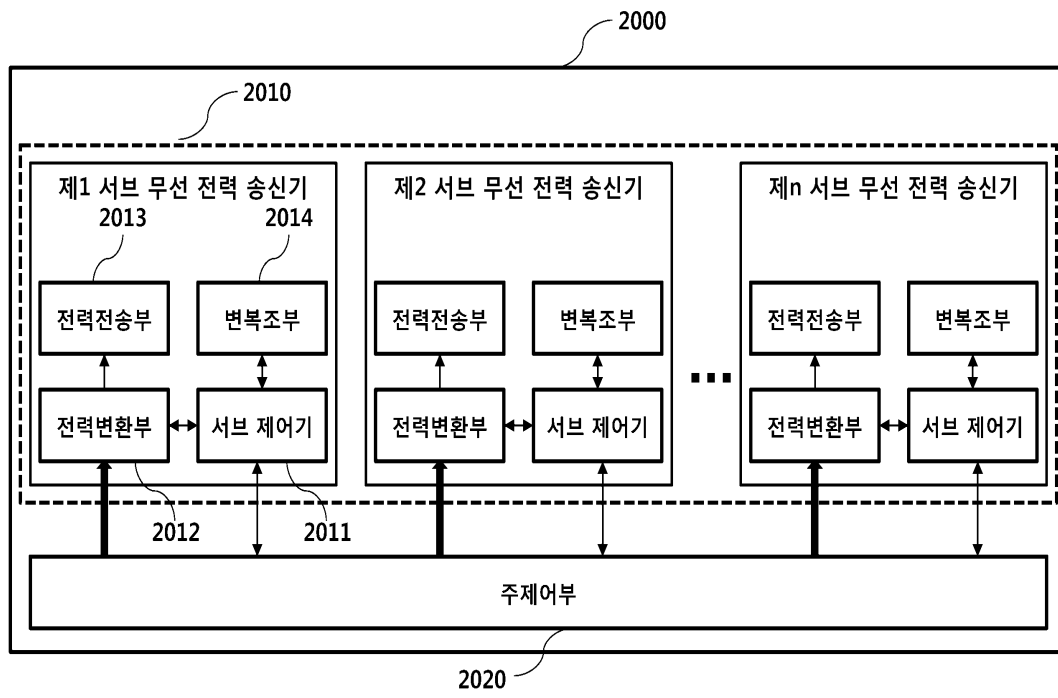 2000
2010
제1 서브 무선 전력 송신기
제2 서브 무선 전력 송신기
제n 서브 무선 전력 송신기
2013
2014
전력전송부
변복조부
전력전송부
변복조부
전력전송부
변복조부
전력변환부
서브 제어기
전력변환부
서브 제어기
전력변환부
서브 제어기
2012
2011
주제어부
2020